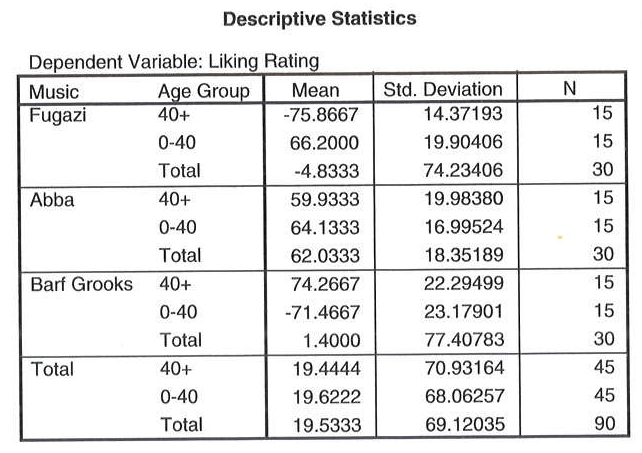 Descriptive Statistics
Dependent Variable: Liking Rating
Music Age Group Mean Std. Deviation N
Fugazi 40+ -75.8667 14.37193 15
0-40 66.2000 19.90406 15
Total -4.8333 74.23406 30
Abba 40+ 59.9333 19.98380 15
0-40 64.1333 16.99524 15
Total 62.0333 18.35189 30
Barf Grooks 40+ 74.2667 22.29499 15
0-40 -71.4667 23.17901 15
Total 1.4000 77.40783 30
Total 40+ 19.4444 70.93164 45
0-40 19.6222 68.06257 45
Total 19.5333 69.12035 90